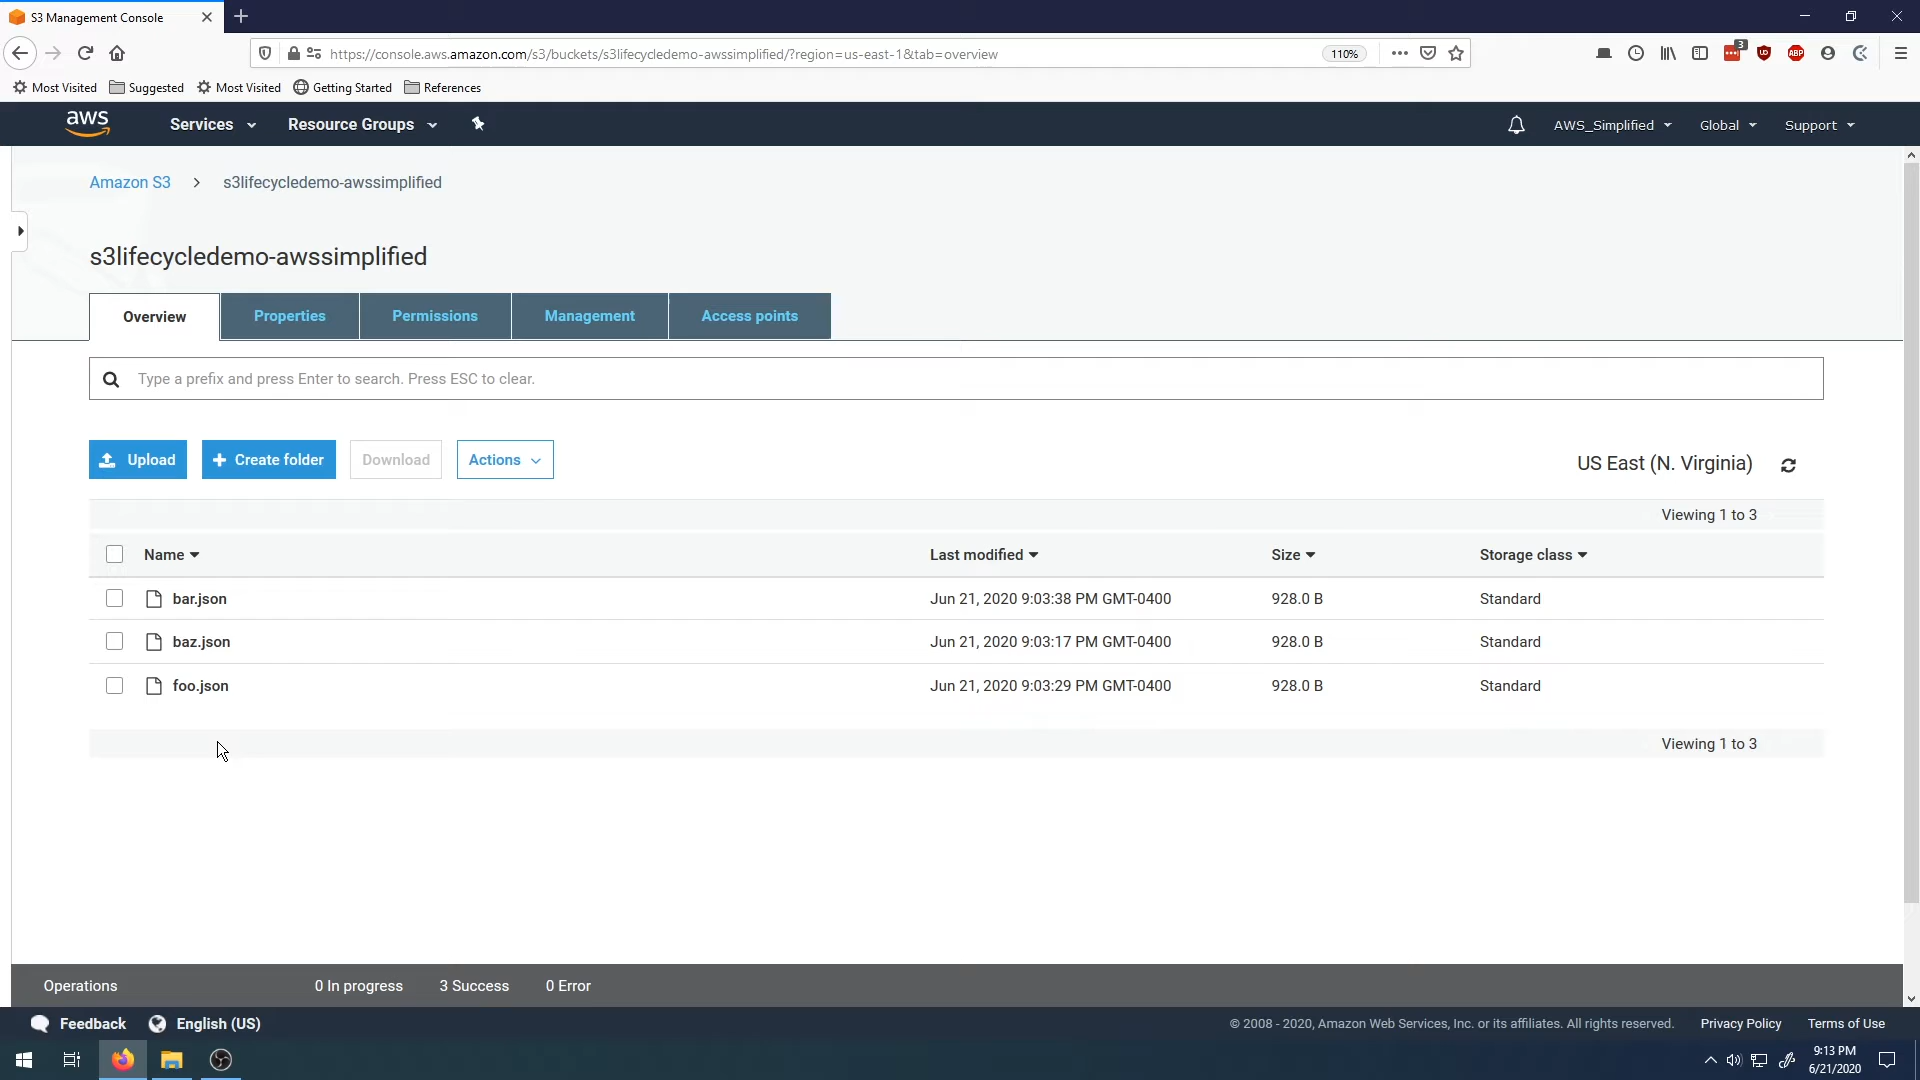 S3 Management Console
https://console.aws.amazon.com/s3/buckets/s3lifecycledemo-awssimplified/?region=us-east-1&tab=overview
110%
3
ABP
Most Visited
Suggested
Most Visited
Getting Started
References
aws
Services
Resource Groups
AWS_Simplified
Global
Support
Amazon S3 > s3lifecycledemo-awssimplified
s3lifecycledemo-awssimplified
Overview
Properties
Permissions
Management
Access points
Type a prefix and press Enter to search. Press ESC to clear.
Upload
Create folder
Download
Actions
US East (N. Virginia)
Viewing 1 to 3
Name
Last modified
Size
Storage class
bar.json Jun 21, 2020 9:03:38 PM GMT-0400 928.0 B Standard
baz.json Jun 21, 2020 9:03:17 PM GMT-0400 928.0 B Standard
foo.json Jun 21, 2020 9:03:29 PM GMT-0400 928.0 B Standard
Viewing 1 to 3
Operations
0 In progress
3 Success
0 Error
Feedback
English (US)
© 2008 - 2020, Amazon Web Services, Inc. or its affiliates. All rights reserved.
Privacy Policy
Terms of Use
9:13 PM
6/21/2020